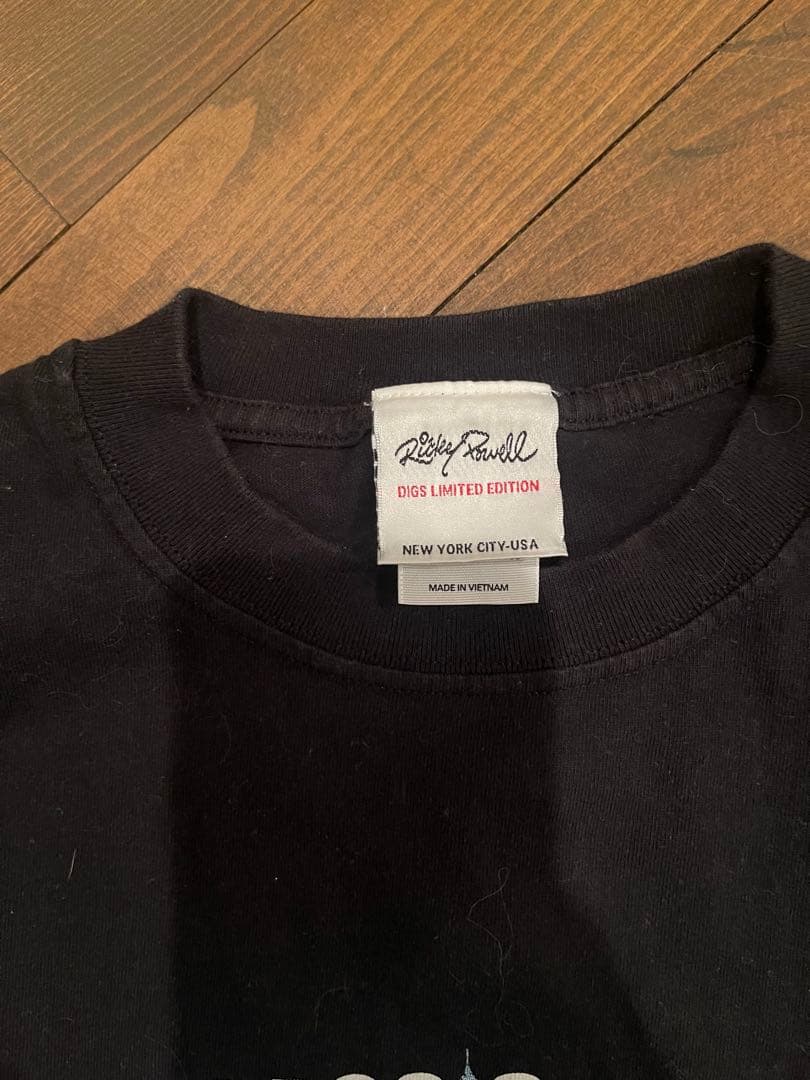 Ricky Powell
DIGS LIMITED EDITION
NEW YORK CITY-USA
MADE IN VIETNAM